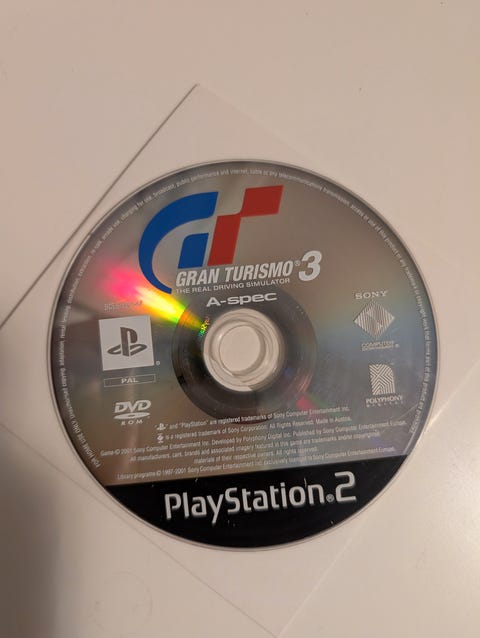 GRAN TURISMO® 3
THE REAL DRIVING SIMULATOR
A-spec
SONY
COMPUTER
ENTERTAINMENT®
PAL
DVD
ROM
POLYPHONY
DIGITAL
and "PlayStation" are registered trademarks of Sony Computer Entertainment Inc.
is a registered trademark of Sony Corporation. All Rights Reserved. Made in Austria.
Game © 2001 Sony Computer Entertainment Inc. Developed by Polyphony Digital Inc. Published by Sony Computer Entertainment Europe.
All manufacturers, cars, brands and associated imagery featured in this game are trademarks and/or copyrighted
materials of their respective owners. All rights reserved.
Library programs © 1997-2001 Sony Computer Entertainment Inc. exclusively licensed to Sony Computer Entertainment Europe.
PlayStation®2